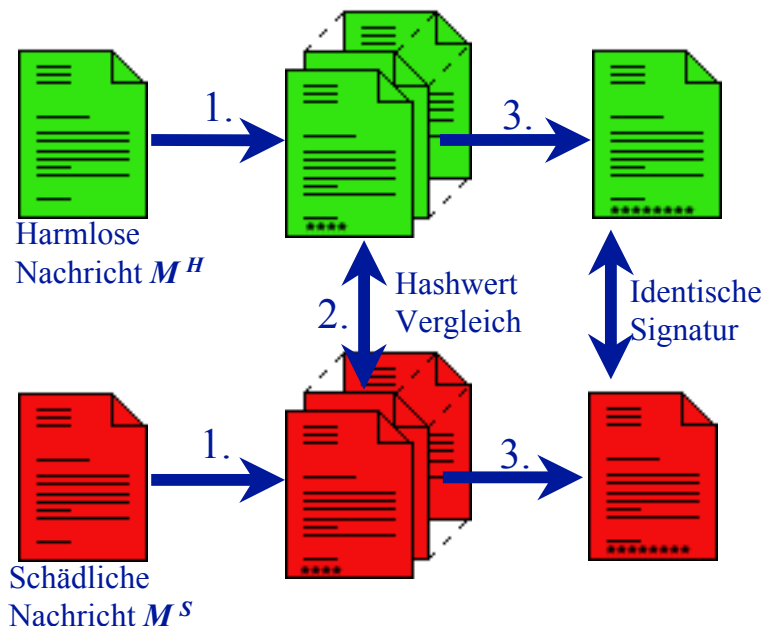 1.
3.
Harmlose
Nachricht M^H
2.
Hashwert
Vergleich
Identische
Signatur
1.
3.
Schädliche
Nachricht M^S